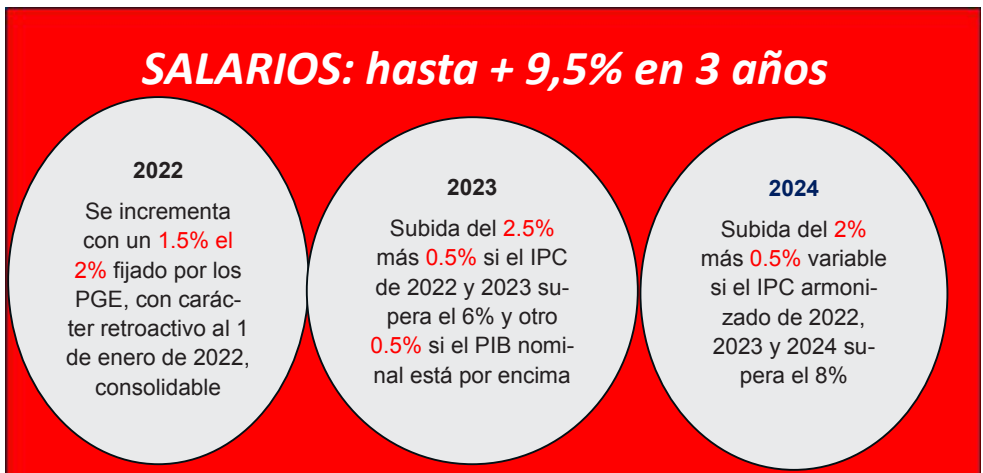 SALARIOS: hasta + 9,5% en 3 años
2022
Se incrementa
con un 1.5% el
2% fijado por los
PGE, con carác-
ter retroactivo al 1
de enero de 2022,
consolidable
2023
Subida del 2.5%
más 0.5% si el IPC
de 2022 y 2023 su-
pera el 6% y otro
0.5% si el PIB nomi-
nal está por encima
2024
Subida del 2%
más 0.5% variable
si el IPC armoni-
zado de 2022,
2023 y 2024 su-
pera el 8%